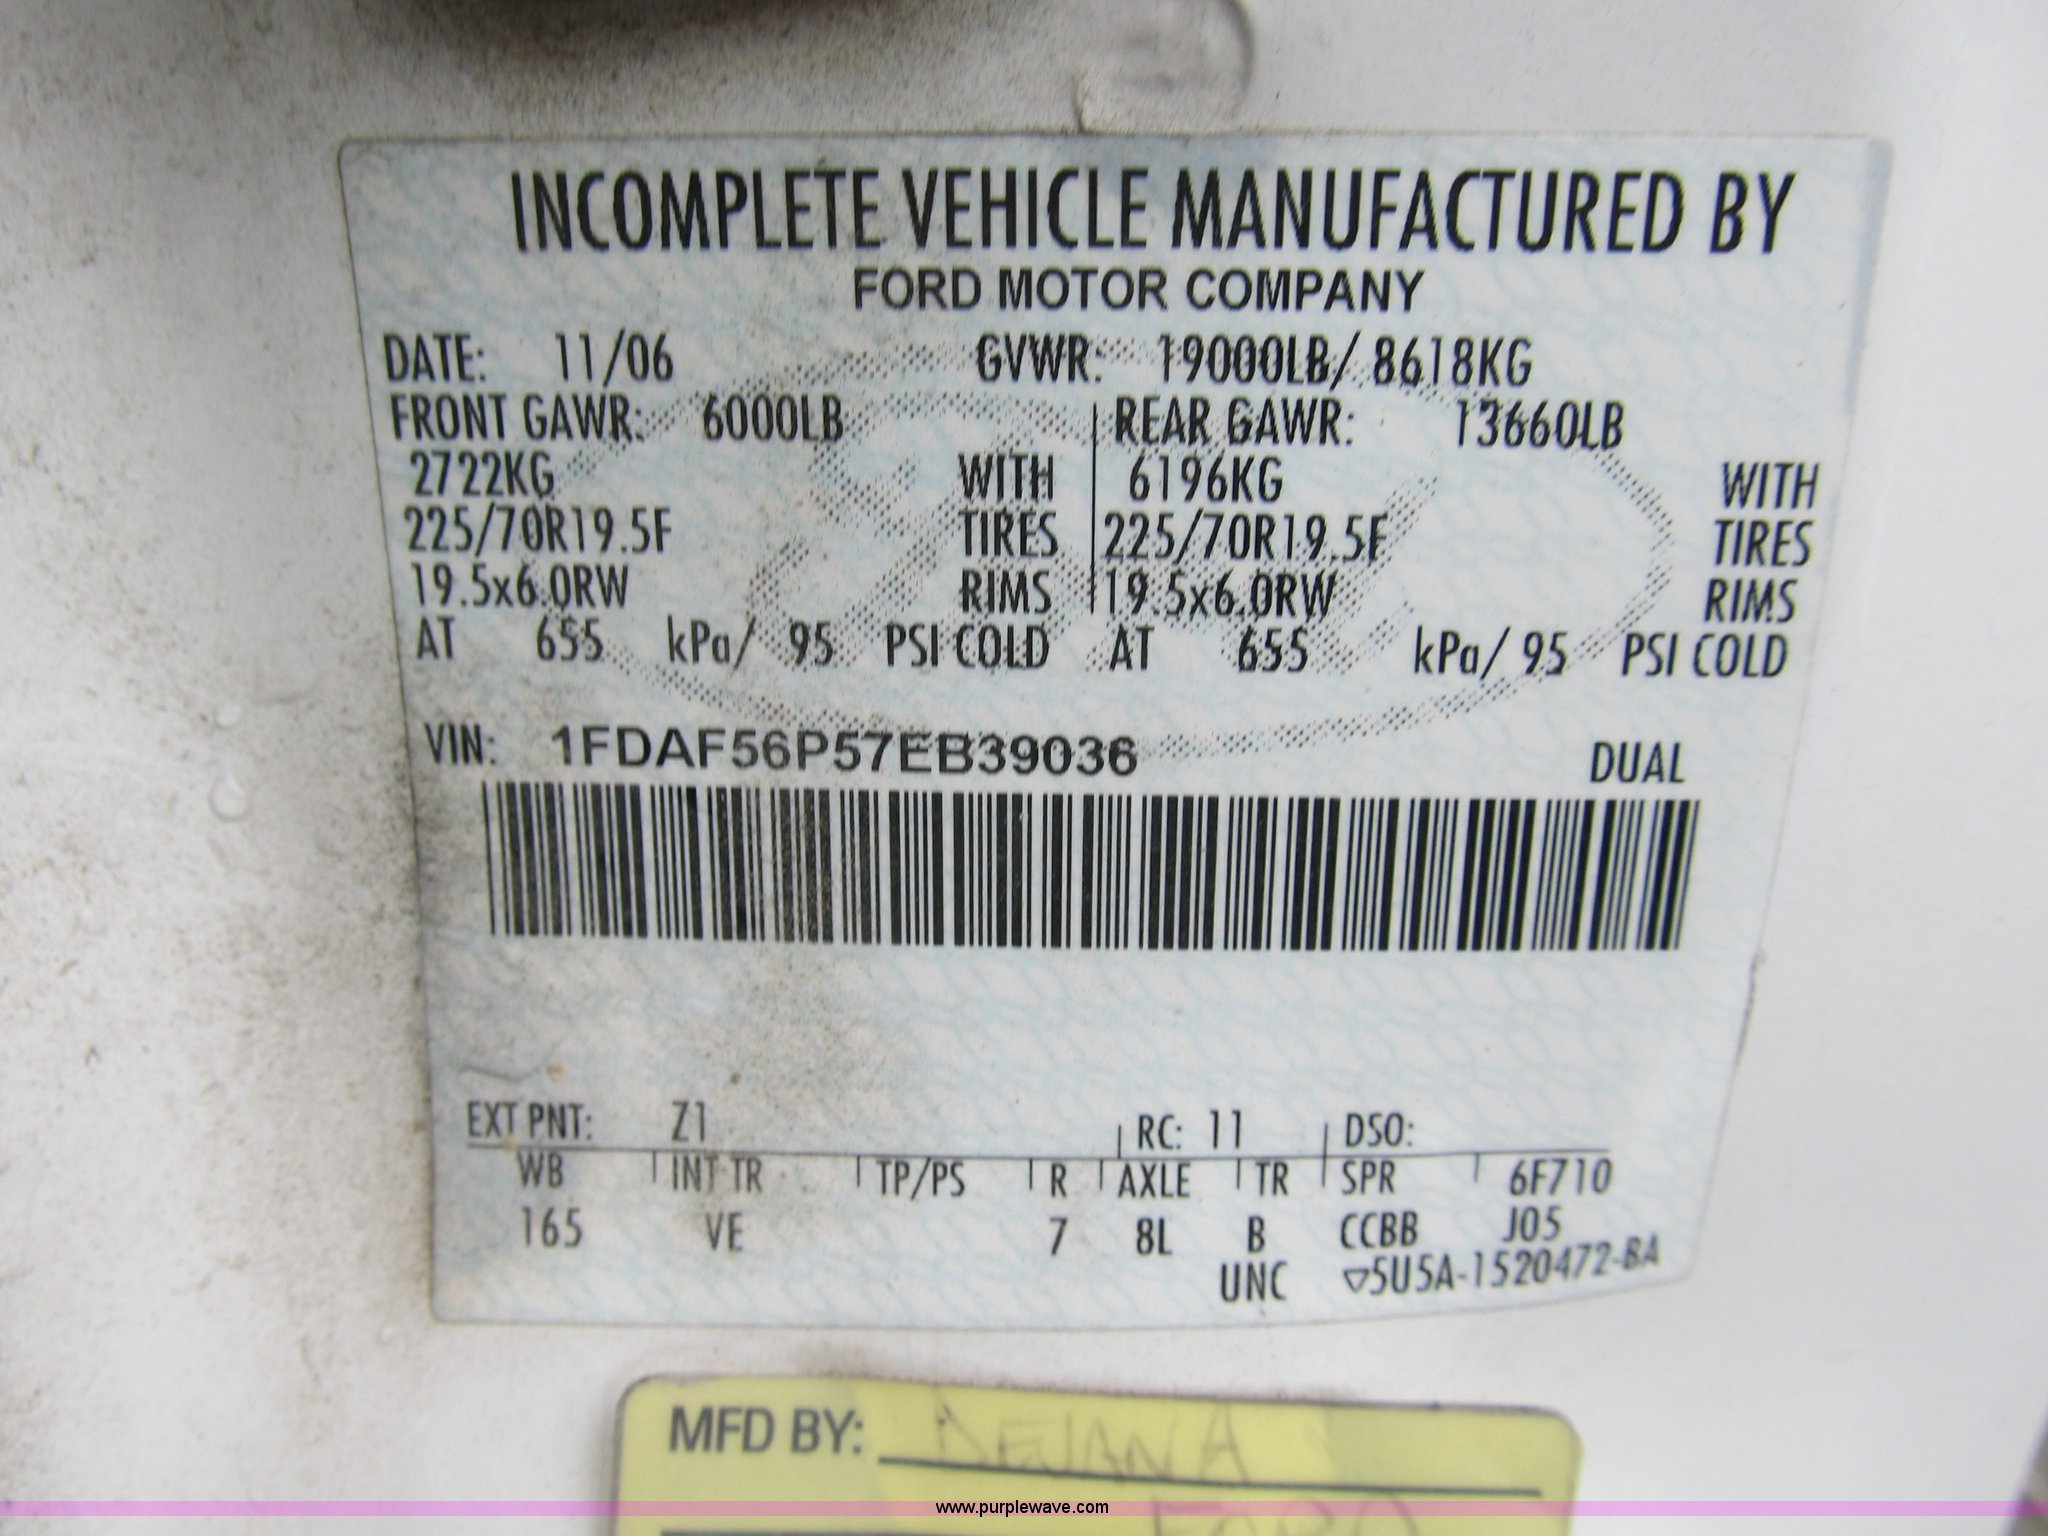 INCOMPLETE VEHICLE MANUFACTURED BY
FORD MOTOR COMPANY
DATE: 11/06 GVWR: 19000LB/ 8618KG
FRONT GAWR: 6000LB REAR GAWR: 13660LB
2722KG WITH 6196KG WITH
225/70R19.5F TIRES 225/70R19.5F TIRES
19.5x6.0RW RIMS 19.5x6.0RW RIMS
AT 655 kPa/ 95 PSI COLD AT 655 kPa/ 95 PSI COLD
VIN: 1FDAF56P57EB39036 DUAL
EXT PNT: Z1 RC: 11 DSO:
WB INT TR TP/PS R AXLE TR SPR 6F710
165 VE 7 8L B CCBB J05
UNC ▽5U5A-1520472-BA
MFD BY: DEJANA
www.purplewave.com